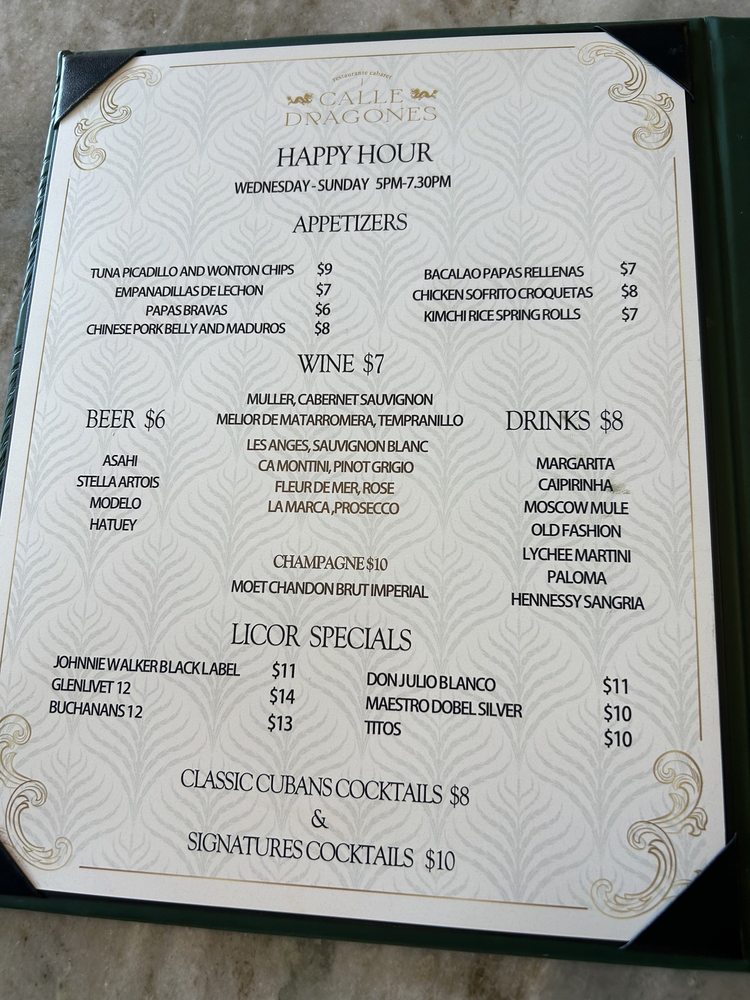 restaurante cabaret
CALLE
DRAGONES
HAPPY HOUR
WEDNESDAY - SUNDAY 5PM-7.30PM
APPETIZERS
TUNA PICADILLO AND WONTON CHIPS $9
EMPANADILLAS DE LECHON $7
PAPAS BRAVAS $6
CHINESE PORK BELLY AND MADUROS $8
BACALAO PAPAS RELLENAS $7
CHICKEN SOFRITO CROQUETAS $8
KIMCHI RICE SPRING ROLLS $7
WINE $7
MULLER, CABERNET SAUVIGNON
MELIOR DE MATARROMERA, TEMPRANILLO
LES ANGES, SAUVIGNON BLANC
CA MONTINI, PINOT GRIGIO
FLEUR DE MER, ROSE
LA MARCA ,PROSECCO
BEER $6
ASAHI
STELLA ARTOIS
MODELO
HATUEY
DRINKS $8
MARGARITA
CAIPIRINHA
MOSCOW MULE
OLD FASHION
LYCHEE MARTINI
PALOMA
HENNESSY SANGRIA
CHAMPAGNE $10
MOET CHANDON BRUT IMPERIAL
LICOR SPECIALS
JOHNNIE WALKER BLACK LABEL $11
GLENLIVET 12 $14
BUCHANANS 12 $13
DON JULIO BLANCO $11
MAESTRO DOBEL SILVER $10
TITOS $10
CLASSIC CUBANS COCKTAILS $8
&
SIGNATURES COCKTAILS $10